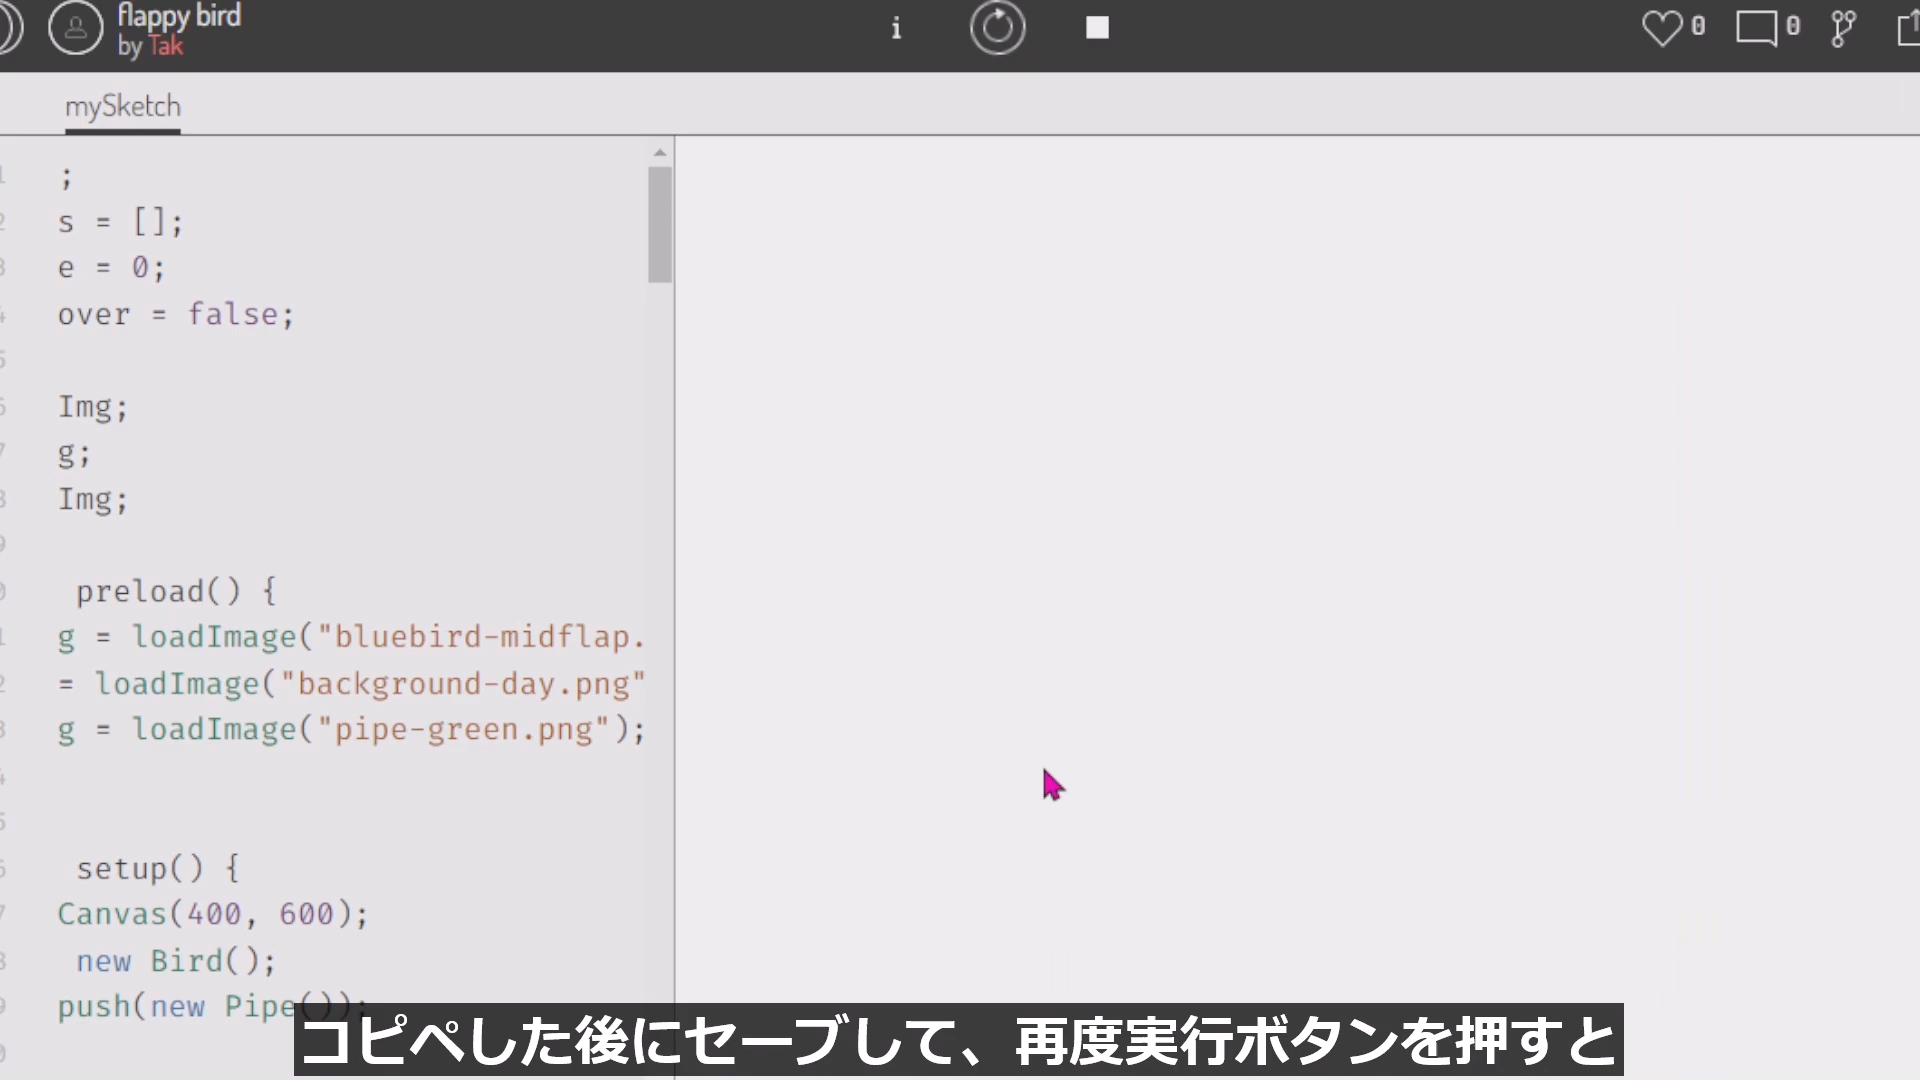 flappy bird
by Tak
i
0
0
mySketch
;
s = [];
e = 0;
over = false;
Img;
g;
Img;
preload() {
g = loadImage("bluebird-midflap.
= loadImage("background-day.png"
g = loadImage("pipe-green.png");
setup() {
Canvas(400, 600);
new Bird();
push(new Pipe());
コピペした後にセーブして、再度実行ボタンを押すと